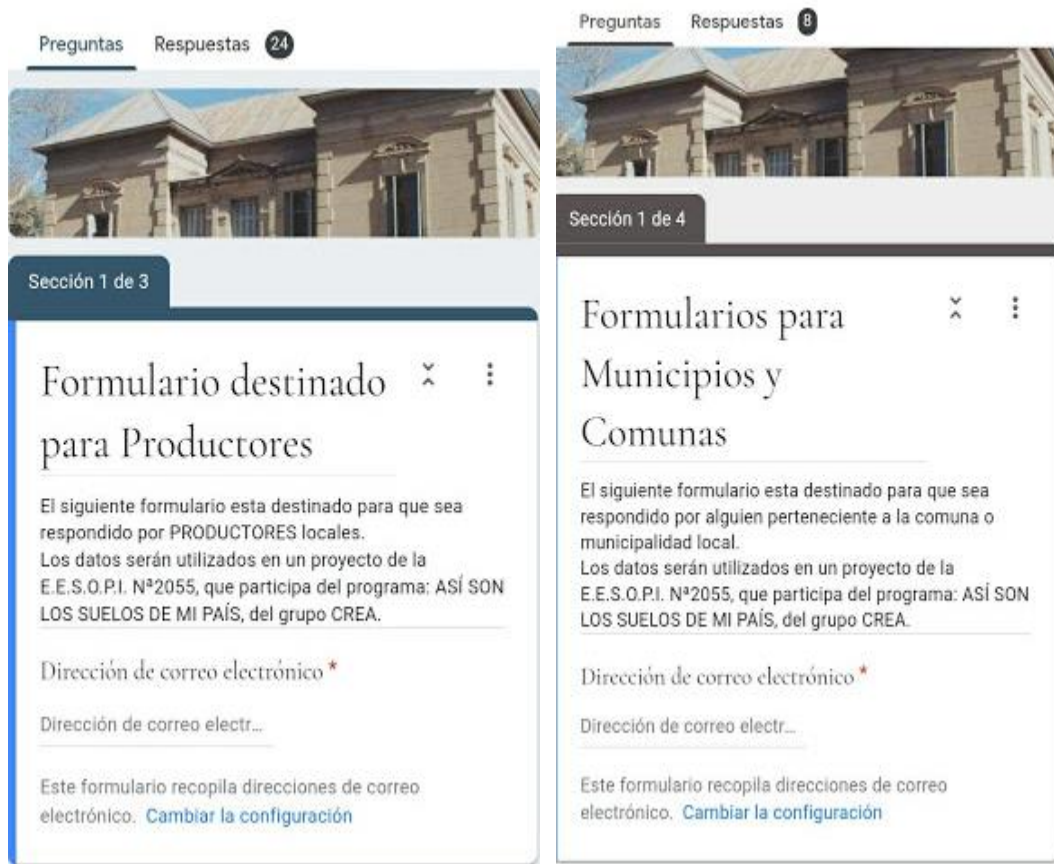 Preguntas Respuestas 24
Sección 1 de 3
Formulario destinado
para Productores
El siguiente formulario esta destinado para que sea
respondido por PRODUCTORES locales.
Los datos serán utilizados en un proyecto de la
E.E.S.O.P.I. Nª2055, que participa del programa: ASÍ SON
LOS SUELOS DE MI PAÍS, del grupo CREA.
Dirección de correo electrónico *
Dirección de correo electr...
Este formulario recopila direcciones de correo
electrónico. Cambiar la configuración
Preguntas Respuestas 8
Sección 1 de 4
Formularios para
Municipios y
Comunas
El siguiente formulario esta destinado para que sea
respondido por alguien perteneciente a la comuna o
municipalidad local.
Los datos serán utilizados en un proyecto de la
E.E.S.O.P.I. Nª2055, que participa del programa: ASÍ SON
LOS SUELOS DE MI PAÍS, del grupo CREA.
Dirección de correo electrónico *
Dirección de correo electr...
Este formulario recopila direcciones de correo
electrónico. Cambiar la configuración